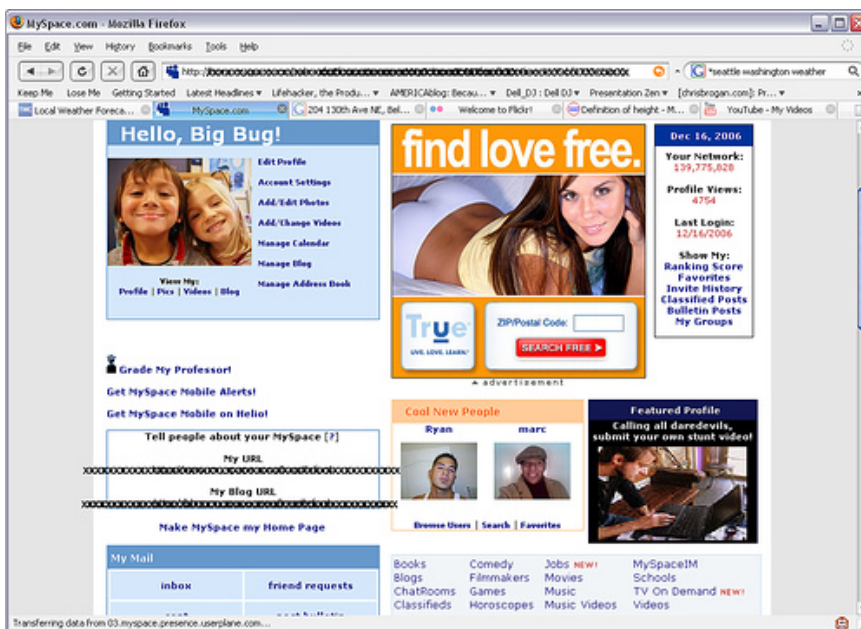 MySpace.com - Mozilla Firefox
File Edit View History Bookmarks Tools Help
http://
*seattle washington weather
Keep Me Lose Me Getting Started Latest Headlines Lifehacker, the Produ... AMERICAblog: Becau... Dell_DJ : Dell DJ Presentation Zen [chrisbrogan.com]: Pr...
Local Weather Foreca... MySpace.com 204 130th Ave NE, Bel... Welcome to Flickr! Definition of height - M... YouTube - My Videos
Hello, Big Bug!
Edit Profile
Account Settings
Add/Edit Photos
Add/Change Videos
Manage Calendar
Manage Blog
Manage Address Book
View My:
Profile | Pics | Videos | Blog
find love free.
True
LIVE. LOVE. LEARN.
ZIP/Postal Code:
SEARCH FREE
advertisement
Dec 16, 2006
Your Network:
139,775,828
Profile Views:
4754
Last Login:
12/16/2006
Show My:
Ranking Score
Favorites
Invite History
Classified Posts
Bulletin Posts
My Groups
Grade My Professor!
Get MySpace Mobile Alerts!
Get MySpace Mobile on Helio!
Tell people about your MySpace [?]
My URL
My Blog URL
Make MySpace my Home Page
Cool New People
Ryan marc
Browse Users | Search | Favorites
Featured Profile
Calling all daredevils,
submit your own stunt video!
My Mail
inbox friend requests
Books Comedy Jobs NEW! MySpaceIM
Blogs Filmmakers Movies Schools
ChatRooms Games Music TV On Demand NEW!
Classifieds Horoscopes Music Videos Videos
Transferring data from 03.myspace.presence.userplane.com...